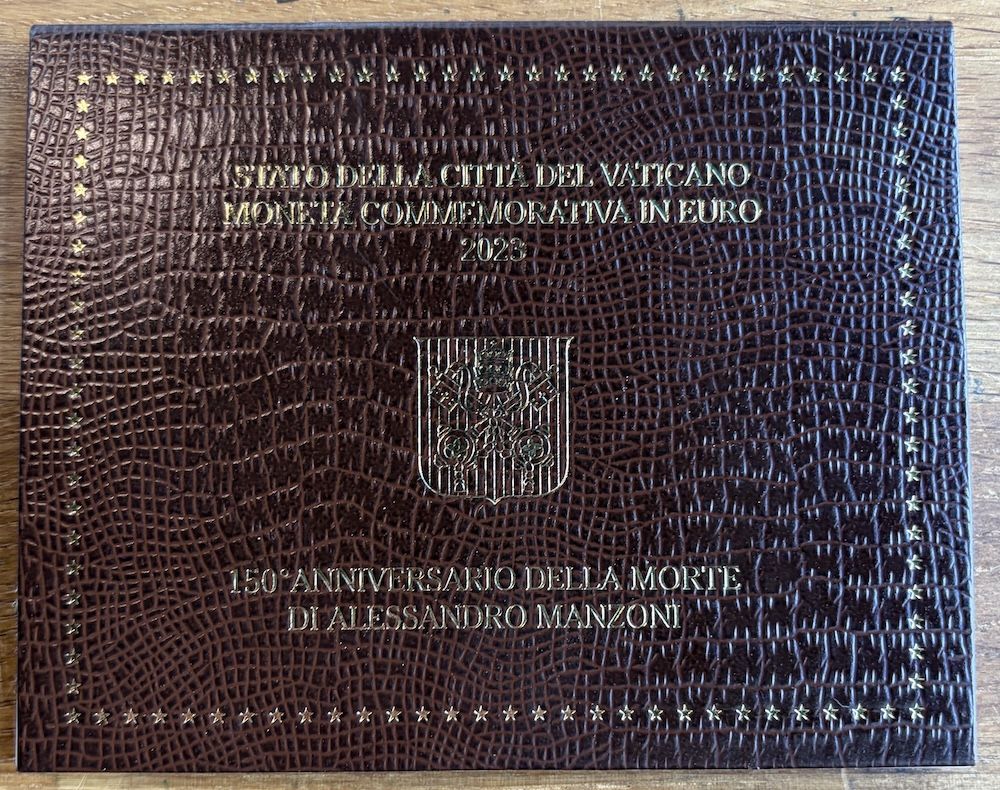 STATO DELLA CITTÀ DEL VATICANO
MONETA COMMEMORATIVA IN EURO
2023
150° ANNIVERSARIO DELLA MORTE
DI ALESSANDRO MANZONI